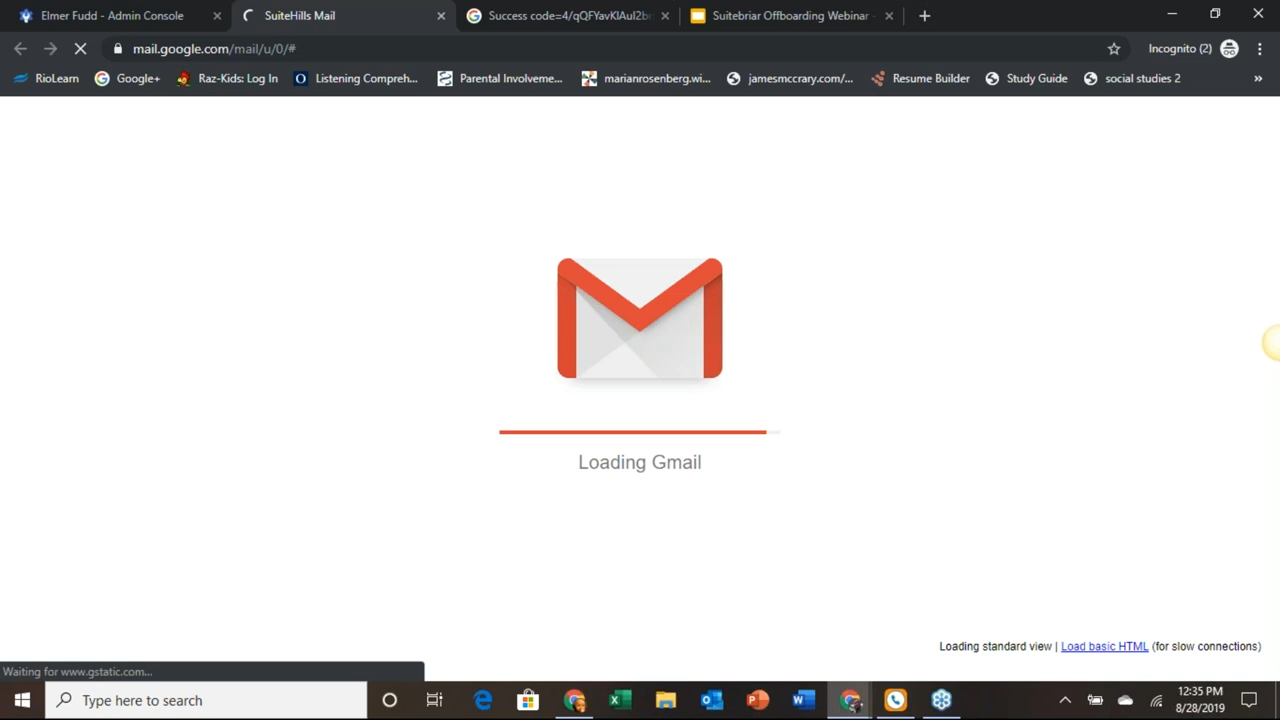 Elmer Fudd - Admin Console
SuiteHills Mail
Success code=4/qQFYavKlAul2b
Suitebriar Offboarding Webinar -
mail.google.com/mail/u/0/#
Incognito (2)
RioLearn
Google+
Raz-Kids: Log In
Listening Compreh...
Parental Involveme...
marianrosenberg.wi...
jamesmccrary.com/...
Resume Builder
Study Guide
social studies 2
»
Loading Gmail
Loading standard view | Load basic HTML (for slow connections)
Waiting for www.gstatic.com...
Type here to search
12:35 PM
8/28/2019